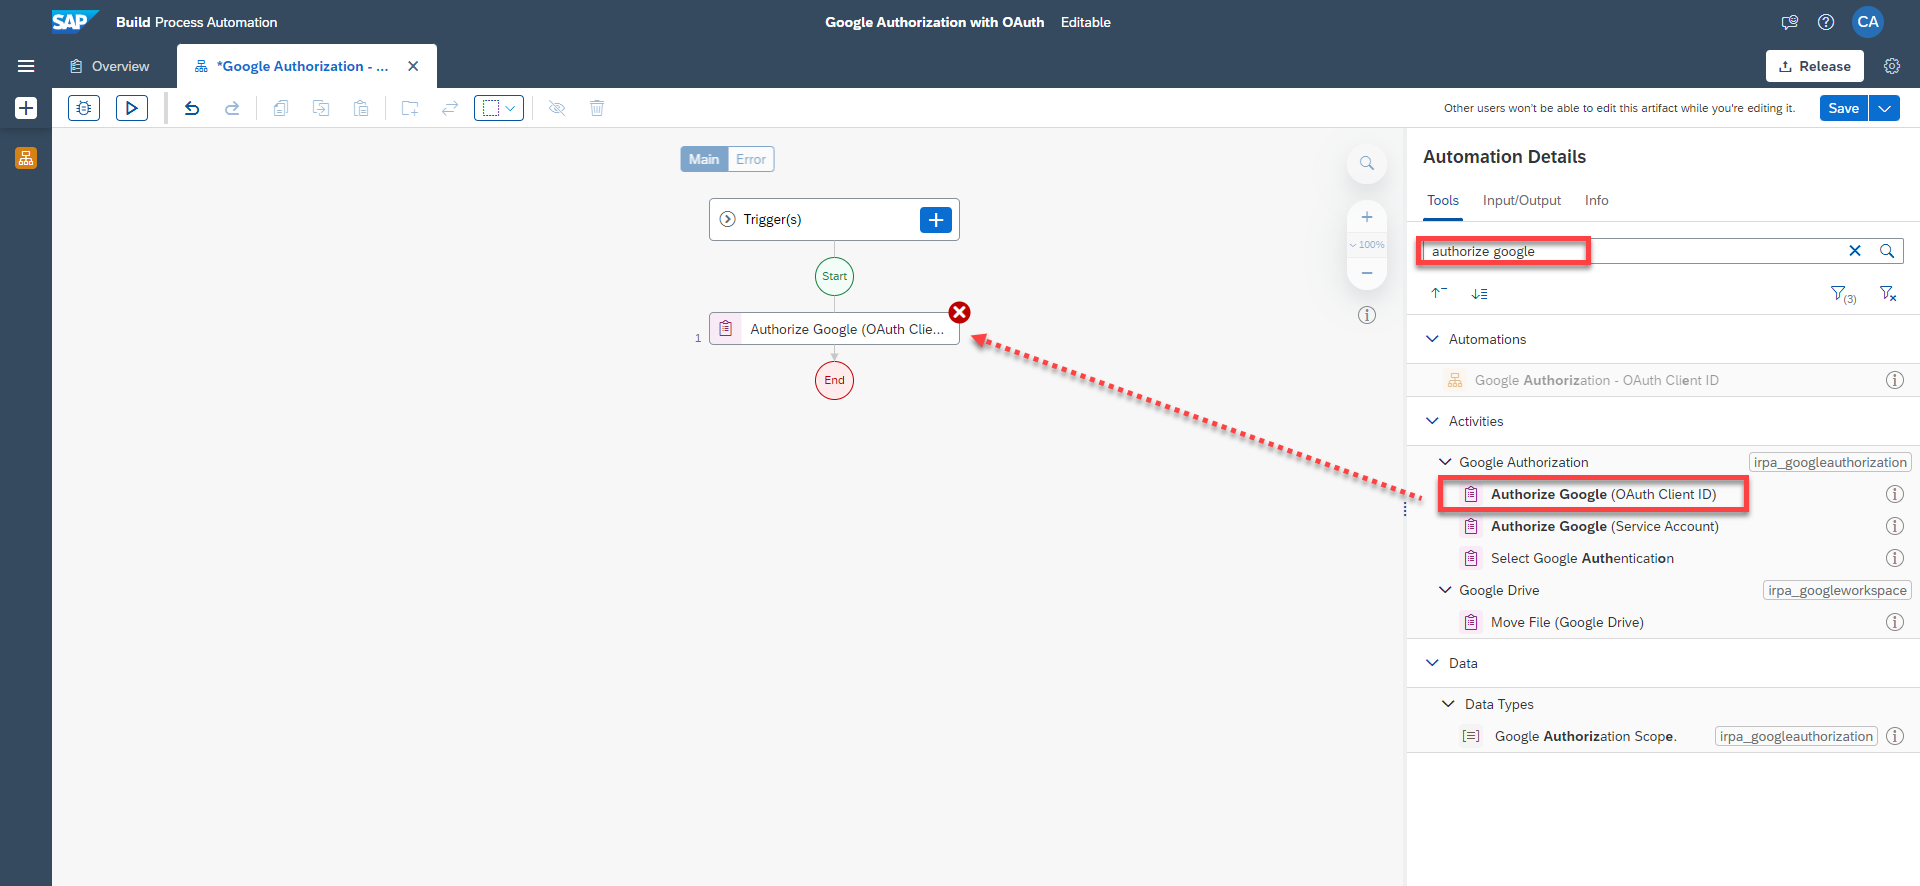 SAP Build Process Automation
Google Authorization with OAuth Editable
CA
Overview
*Google Authorization - ...
Release
Other users won't be able to edit this artifact while you're editing it.
Save
Main Error
Trigger(s)
Start
1 Authorize Google (OAuth Clie...
End
100%
Automation Details
Tools Input/Output Info
authorize google
(3)
Automations
Google Authorization - OAuth Client ID
Activities
Google Authorization irpa_googleauthorization
Authorize Google (OAuth Client ID)
Authorize Google (Service Account)
Select Google Authentication
Google Drive irpa_googleworkspace
Move File (Google Drive)
Data
Data Types
Google Authorization Scope. irpa_googleauthorization